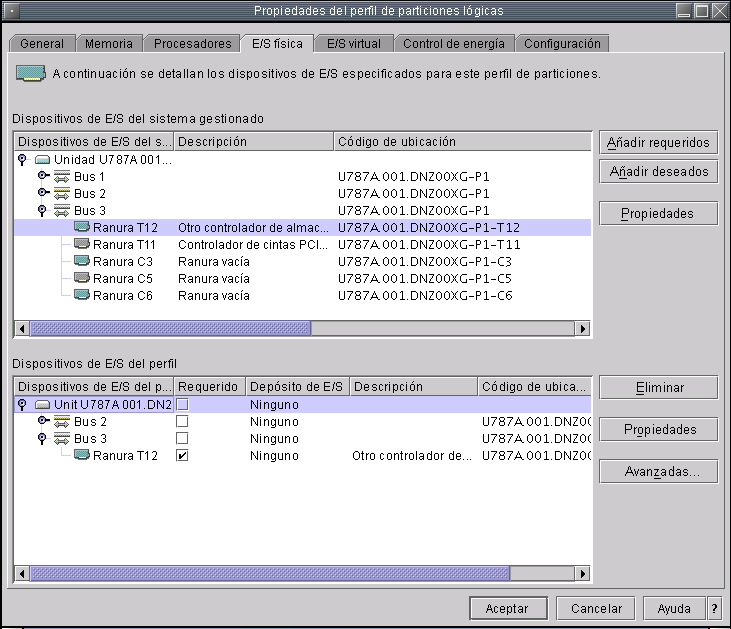 Propiedades del perfil de particiones lógicas
General Memoria Procesadores E/S física E/S virtual Control de energía Configuración
A continuación se detallan los dispositivos de E/S especificados para este perfil de particiones.
Dispositivos de E/S del sistema gestionado
Dispositivos de E/S del s... Descripción Código de ubicación
Unidad U787A.001...
Bus 1 U787A.001.DNZ00XG-P1
Bus 2 U787A.001.DNZ00XG-P1
Bus 3 U787A.001.DNZ00XG-P1
Ranura T12 Otro controlador de almac... U787A.001.DNZ00XG-P1-T12
Ranura T11 Controlador de cintas PCI... U787A.001.DNZ00XG-P1-T11
Ranura C3 Ranura vacía U787A.001.DNZ00XG-P1-C3
Ranura C5 Ranura vacía U787A.001.DNZ00XG-P1-C5
Ranura C6 Ranura vacía U787A.001.DNZ00XG-P1-C6
Añadir requeridos
Añadir deseados
Propiedades
Dispositivos de E/S del perfil
Dispositivos de E/S del p... Requerido Depósito de E/S Descripción Código de ubica...
Unit U787A.001.DNZ Ninguno
Bus 2 Ninguno U787A.001.DNZ0
Bus 3 Ninguno U787A.001.DNZ0
Ranura T12 Ninguno Otro controlador de... U787A.001.DNZ0
Eliminar
Propiedades
Avanzadas...
Aceptar Cancelar Ayuda ?